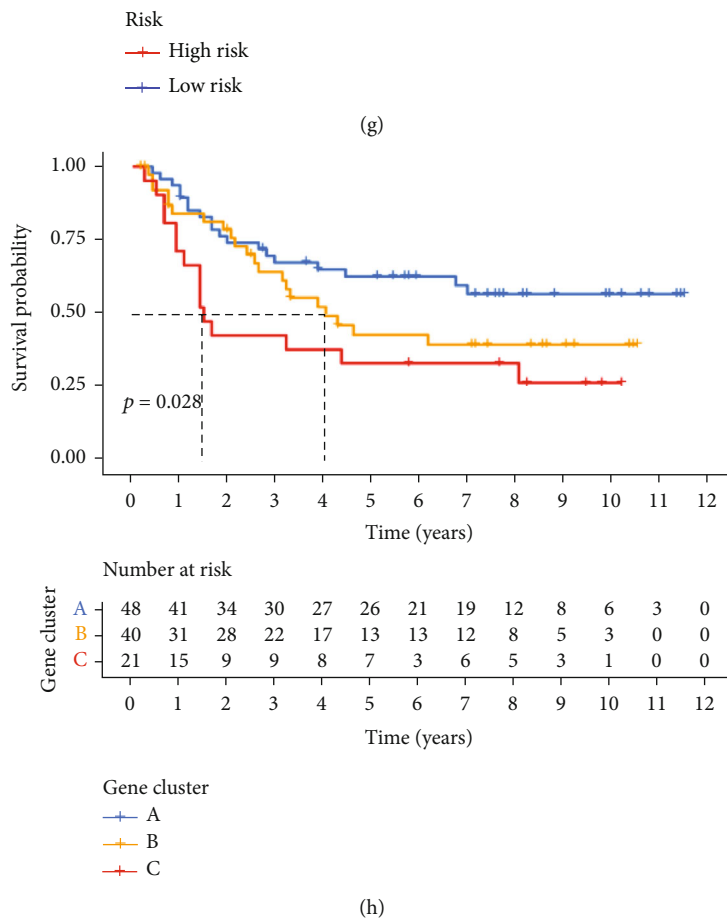 Risk
High risk
Low risk
(g)
1.00
0.75
0.50
0.25
0.00
Survival probability
p = 0.028
0 1 2 3 4 5 6 7 8 9 10 11 12
Time (years)
Number at risk
Gene cluster
A 48 41 34 30 27 26 21 19 12 8 6 3 0
B 40 31 28 22 17 13 13 12 8 5 3 0 0
C 21 15 9 9 8 7 3 6 5 3 1 0 0
0 1 2 3 4 5 6 7 8 9 10 11 12
Time (years)
Gene cluster
A
B
C
(h)